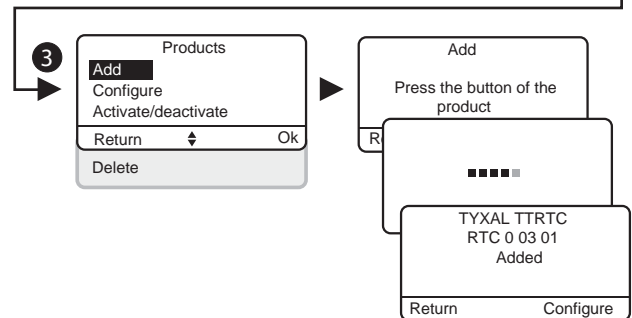 3
Products
Add
Configure
Activate/deactivate
Return Ok
Delete
Add
Press the button of the
product
TYXAL TTRTC
RTC 0 03 01
Added
Return Configure